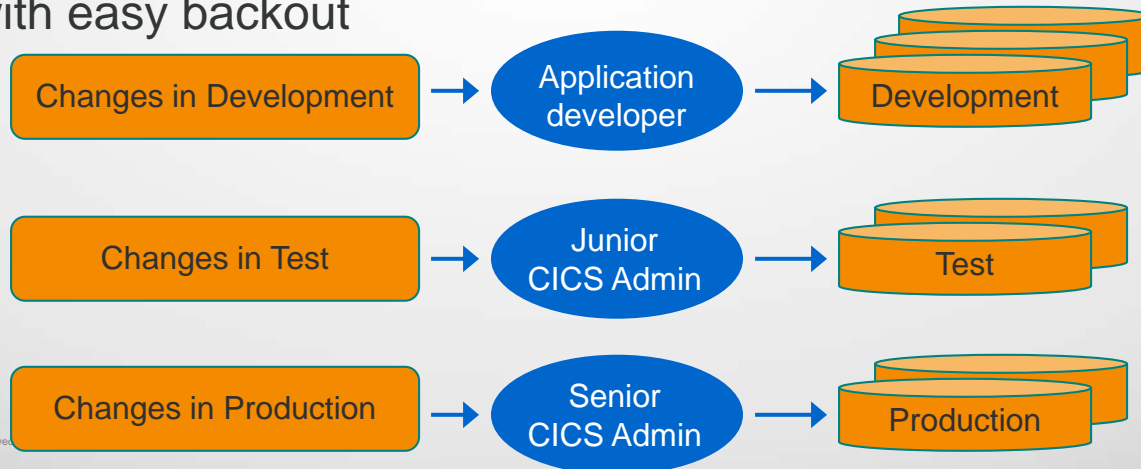 with easy backout
Changes in Development
Application
developer
Development
Changes in Test
Junior
CICS Admin
Test
Changes in Production
Senior
CICS Admin
Production